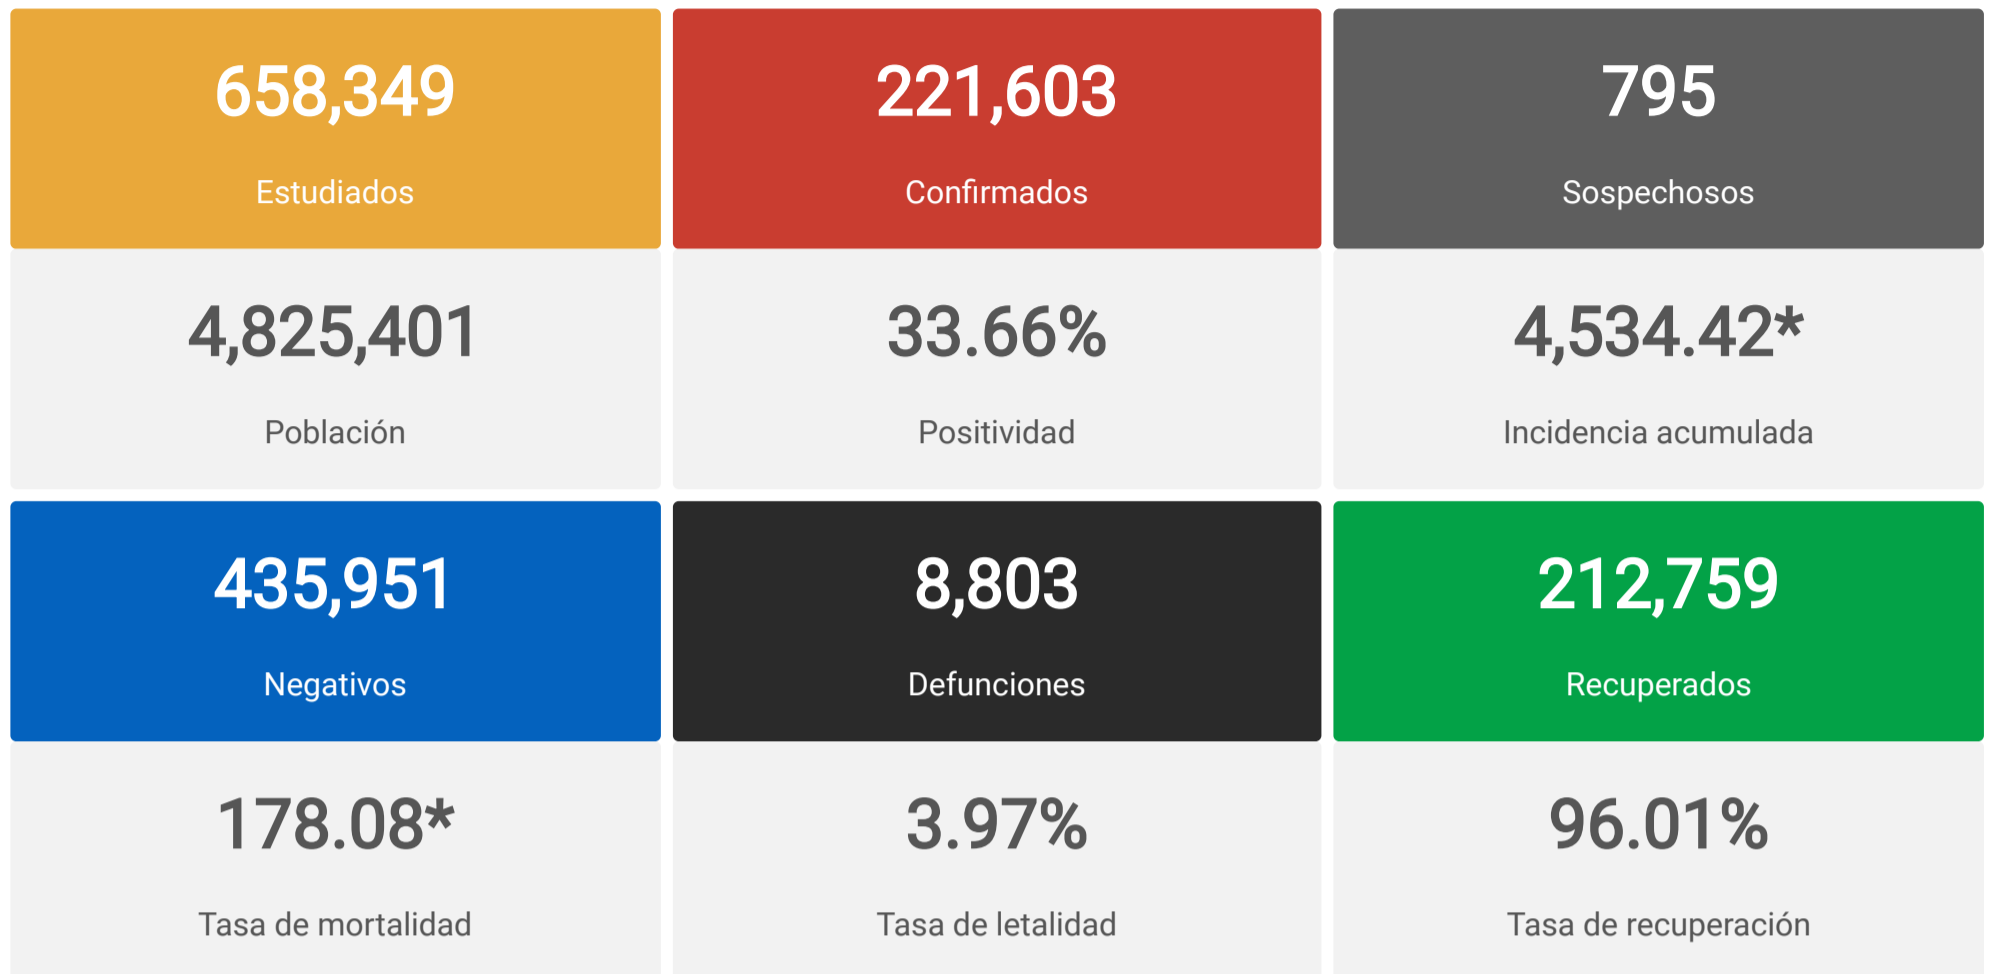 658,349
Estudiados
221,603
Confirmados
795
Sospechosos
4,825,401
Población
33.66%
Positividad
4,534.42*
Incidencia acumulada
435,951
Negativos
8,803
Defunciones
212,759
Recuperados
178.08*
Tasa de mortalidad
3.97%
Tasa de letalidad
96.01%
Tasa de recuperación